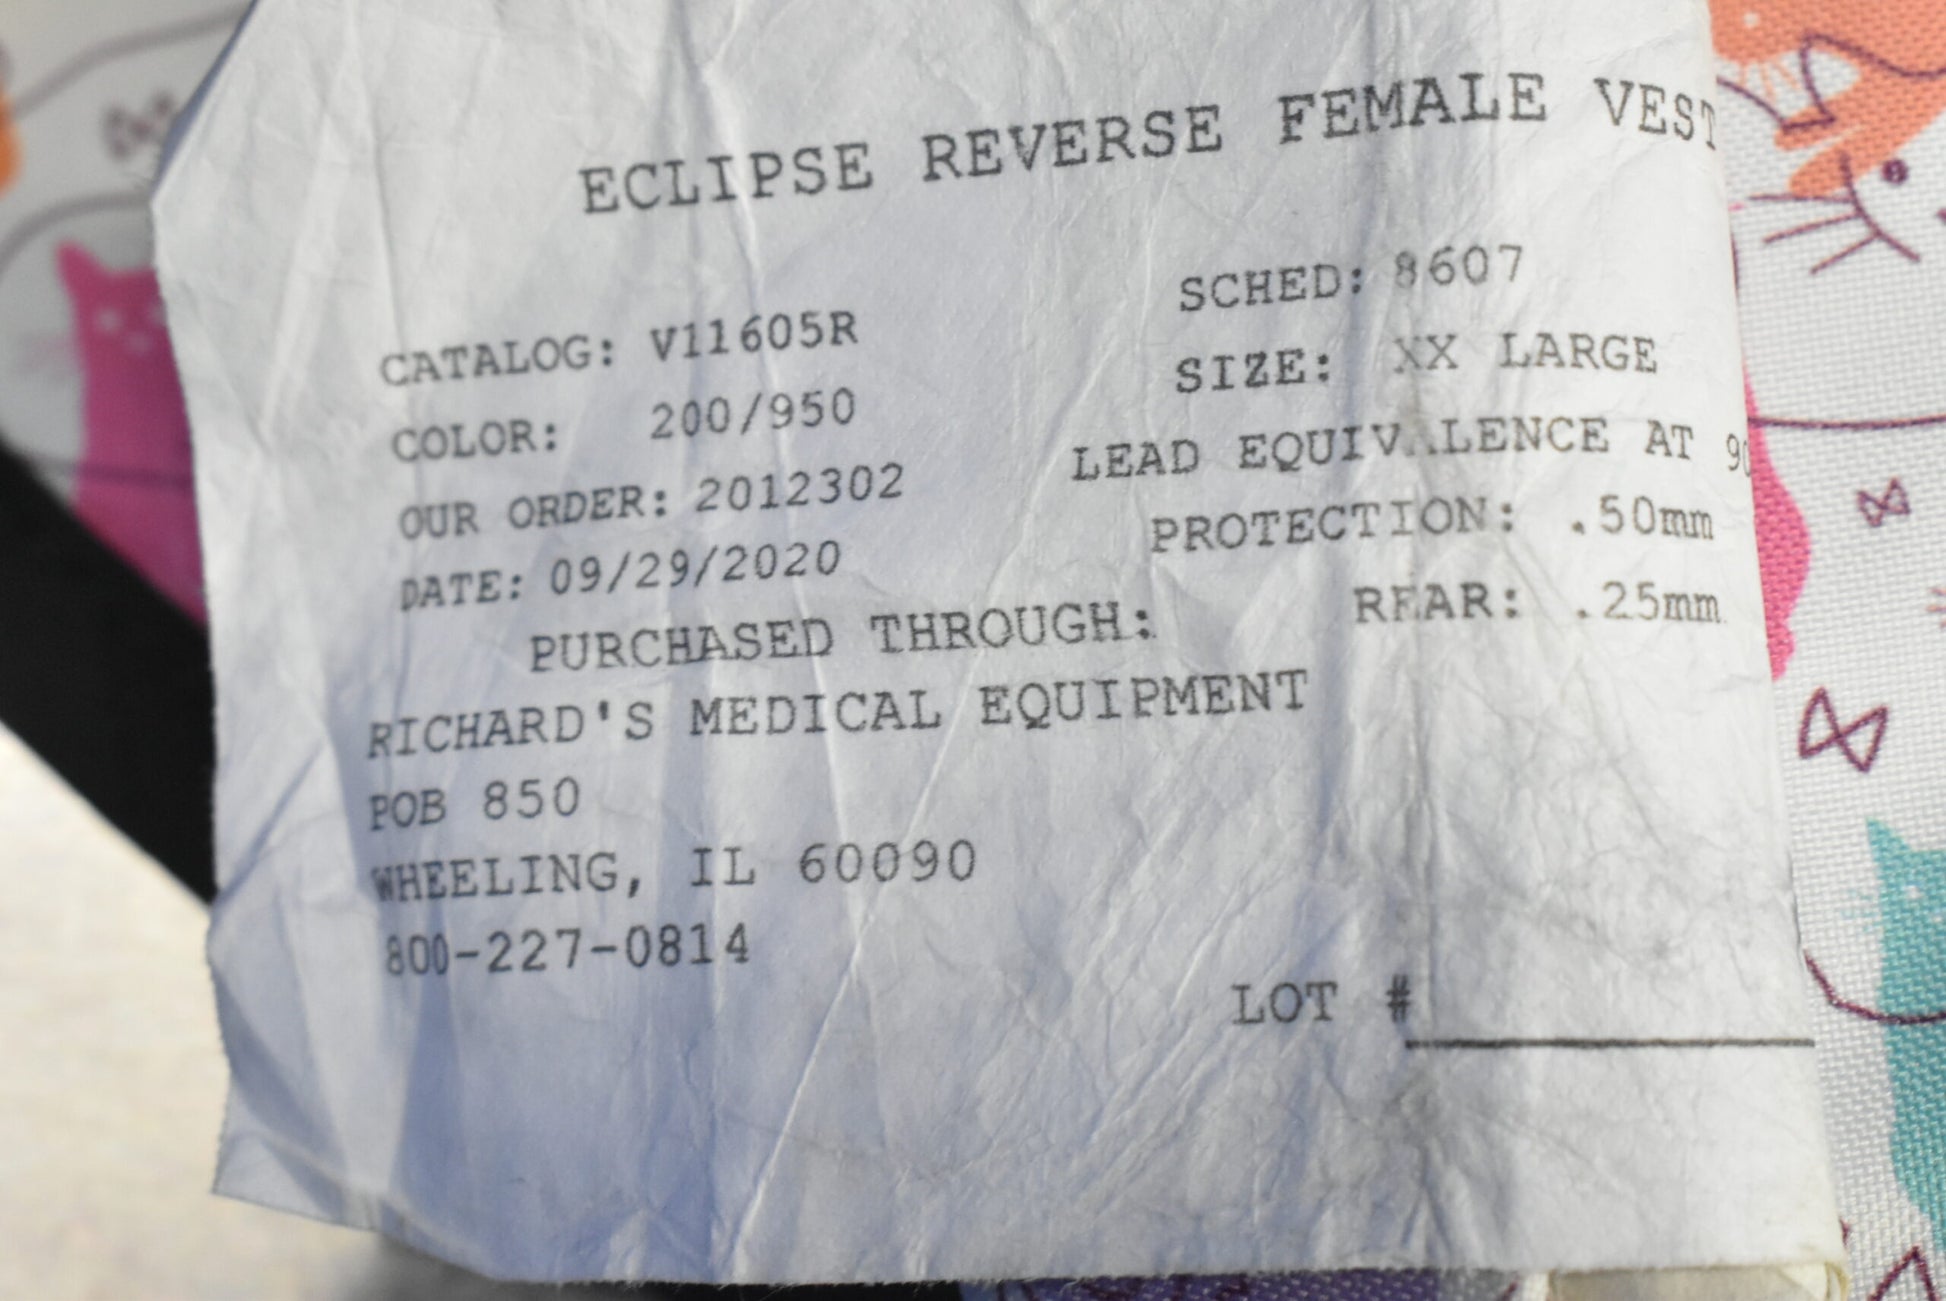 ECLIPSE REVERSE FEMALE VEST
SCHED: 8607
CATALOG: V11605R
SIZE: XX LARGE
COLOR: 200/950
LEAD EQUIVALENCE AT 90
OUR ORDER: 2012302
PROTECTION: .50mm
DATE: 09/29/2020
REAR: .25mm
PURCHASED THROUGH:
RICHARD'S MEDICAL EQUIPMENT
POB 850
WHEELING, IL 60090
800-227-0814
LOT #